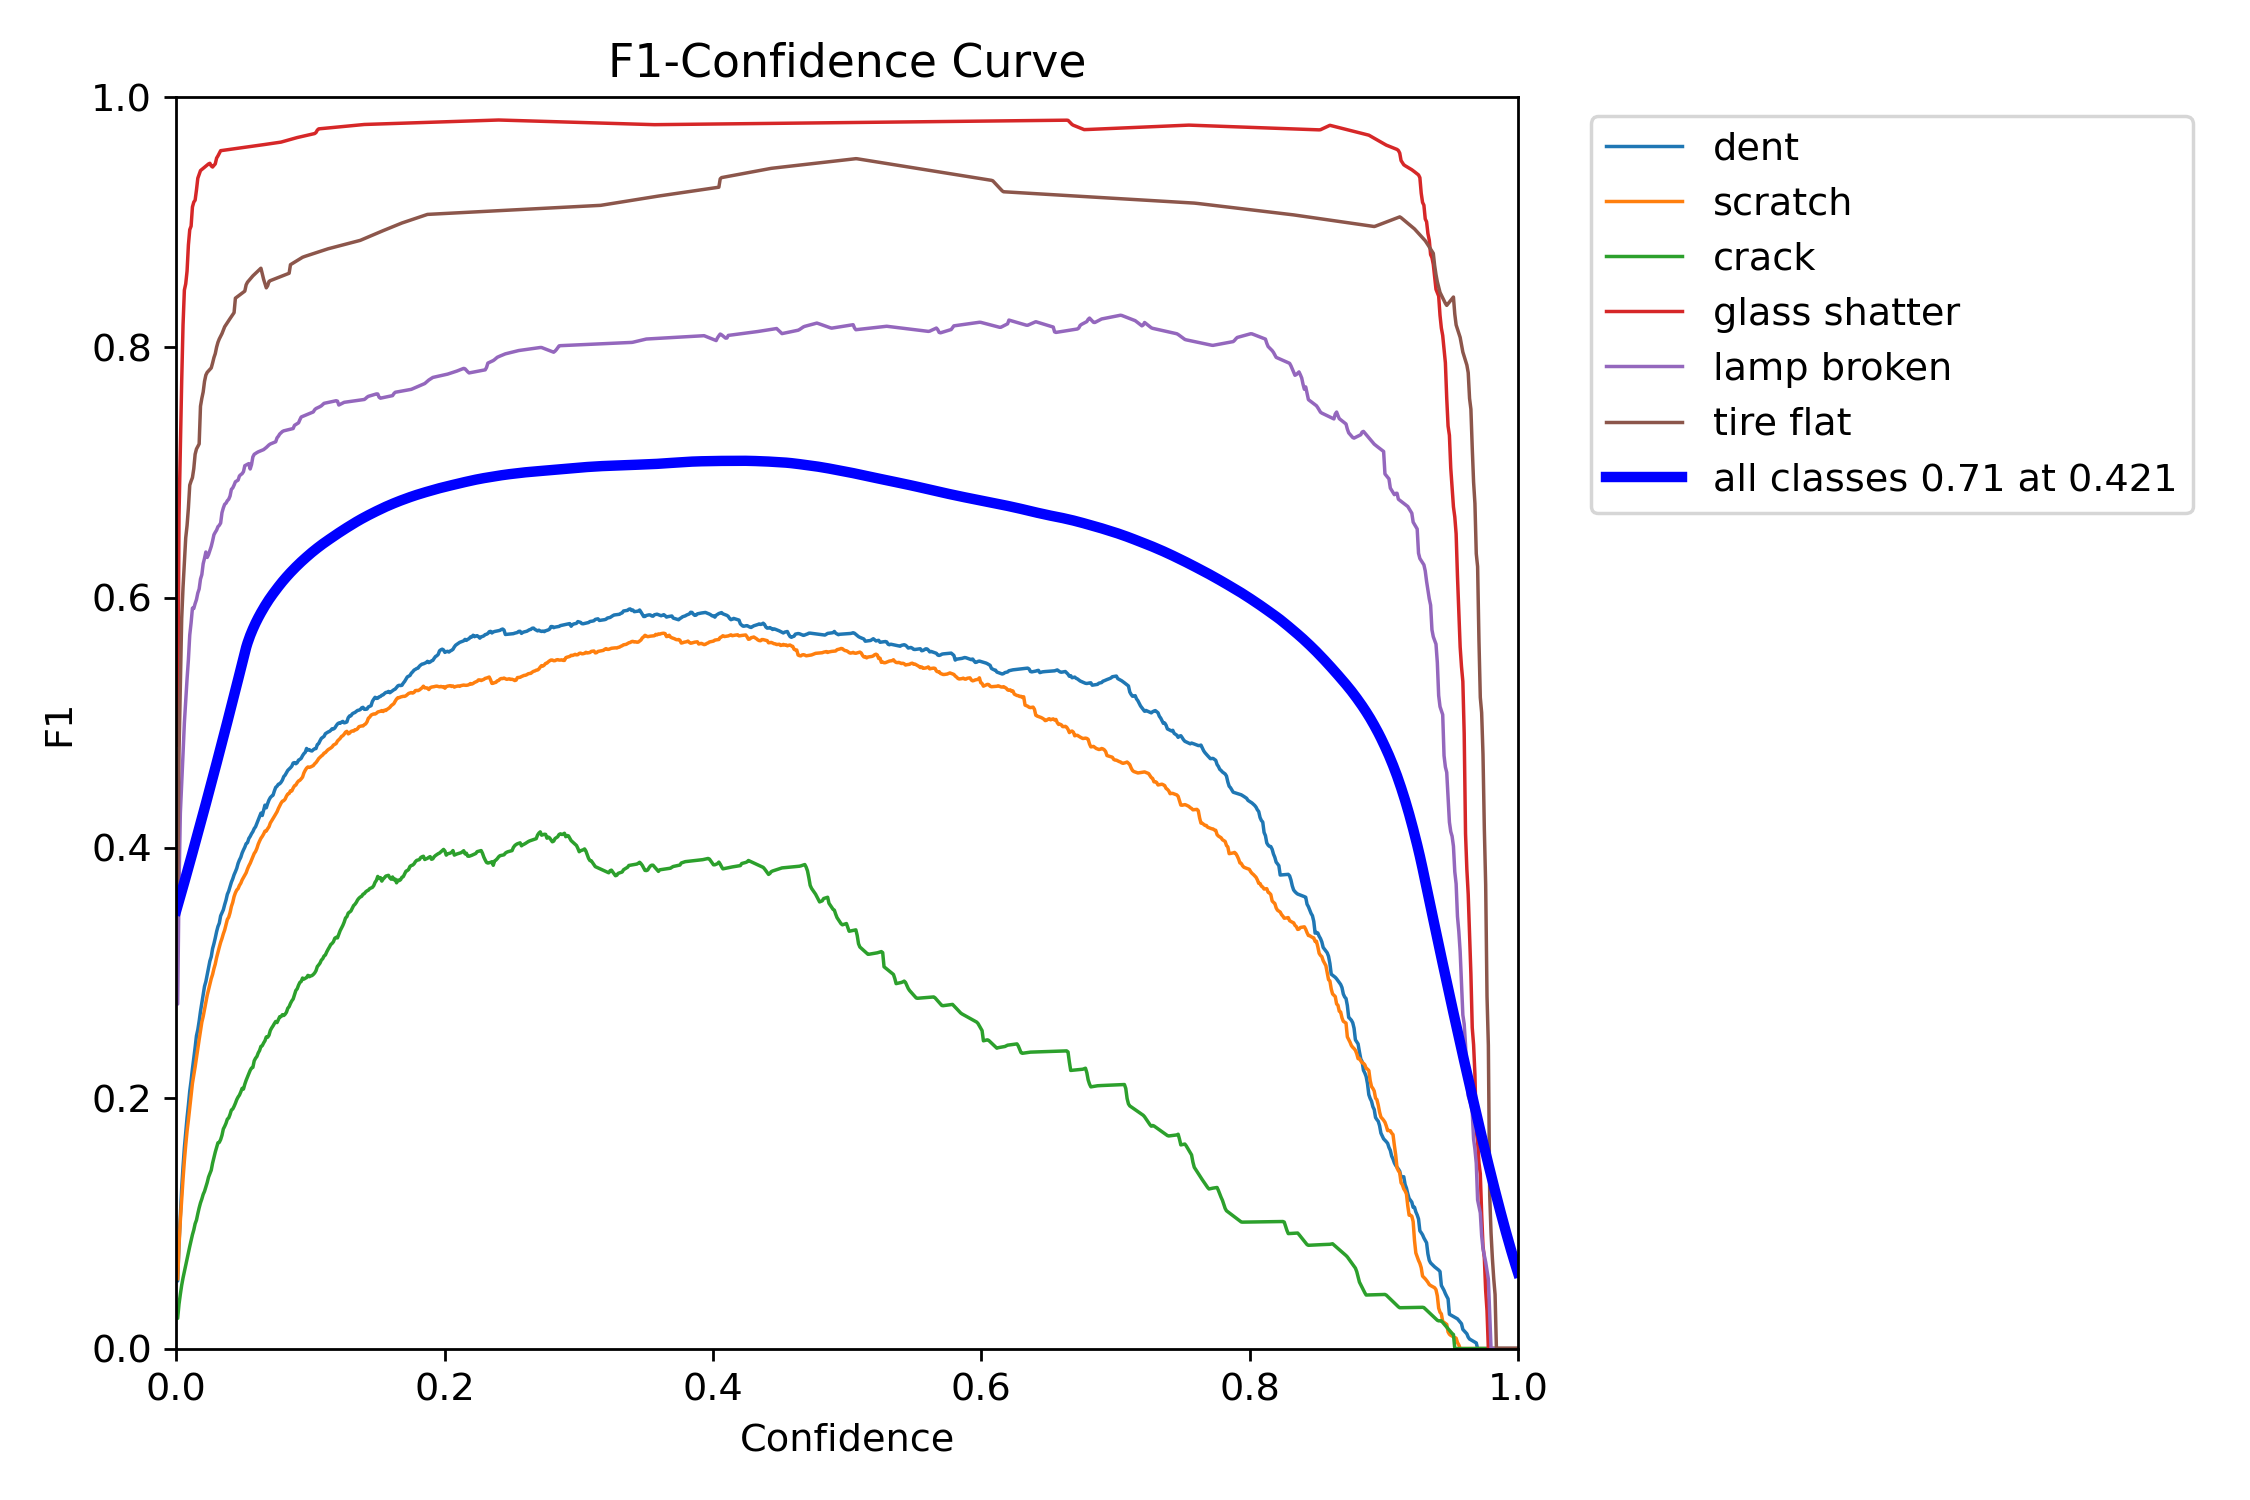 F1-Confidence Curve
1.0
0.8
0.6
0.4
0.2
0.0
F1
0.0 0.2 0.4 0.6 0.8 1.0
Confidence
dent
scratch
crack
glass shatter
lamp broken
tire flat
all classes 0.71 at 0.421